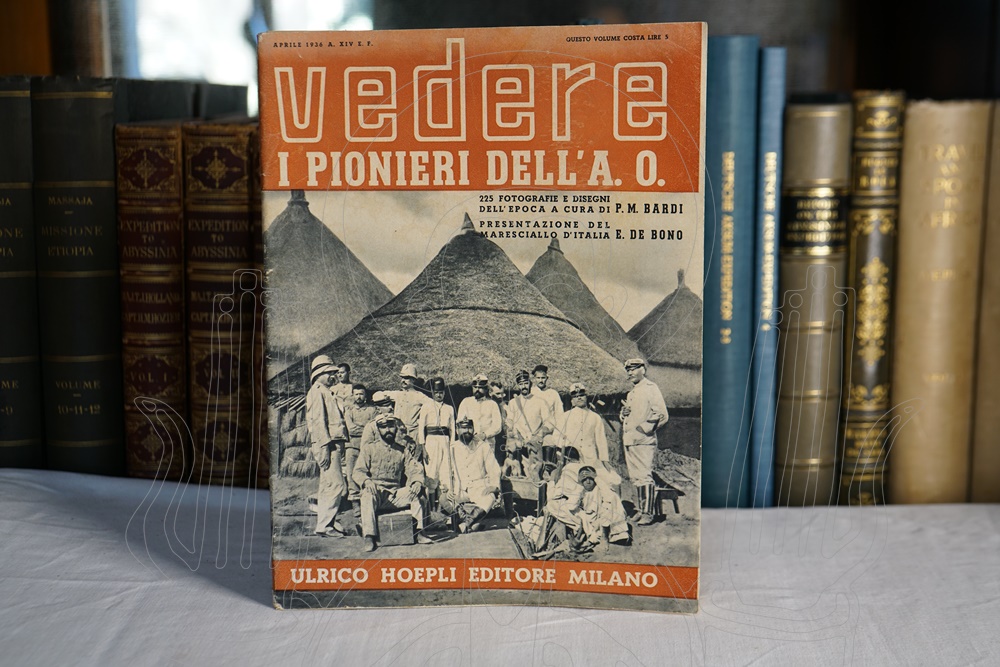 APRILE 1936 A. XIV E. F.
QUESTO VOLUME COSTA LIRE 5
vedere
I PIONIERI DELL'A. O.
225 FOTOGRAFIE E DISEGNI
DELL'EPOCA A CURA DI P. M. BARDI
PRESENTAZIONE DEL
MARESCIALLO D'ITALIA E. DE BONO
ULRICO HOEPLI EDITORE MILANO
MASSAJA
MISSIONE
ETIOPIA
VOLUME
10-11-12
EXPEDITION
TO
ABYSSINIA
VOL. I
EXPEDITION
TO
ABYSSINIA